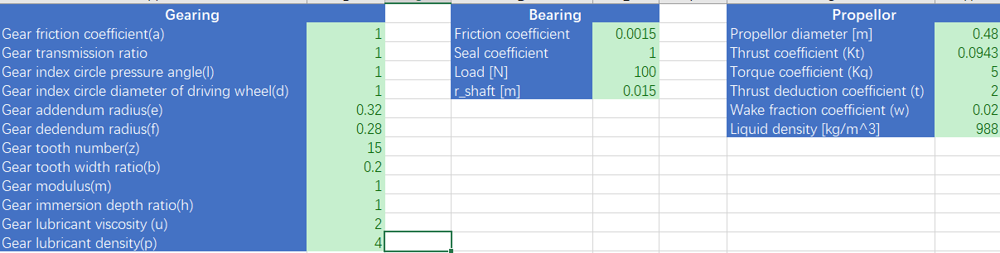 Gearing
Gear friction coefficient(a) 1
Gear transmission ratio 1
Gear index circle pressure angle(l) 1
Gear index circle diameter of driving wheel(d) 1
Gear addendum radius(e) 0.32
Gear dedendum radius(f) 0.28
Gear tooth number(z) 15
Gear tooth width ratio(b) 0.2
Gear modulus(m) 1
Gear immersion depth ratio(h) 1
Gear lubricant viscosity (u) 2
Gear lubricant density(p) 4
Bearing
Friction coefficient 0.0015
Seal coefficient 1
Load [N] 100
r_shaft [m] 0.015
Propellor
Propellor diameter [m] 0.48
Thrust coefficient (Kt) 0.0943
Torque coefficient (Kq) 5
Thrust deduction coefficient (t) 2
Wake fraction coefficient (w) 0.02
Liquid density [kg/m^3] 988